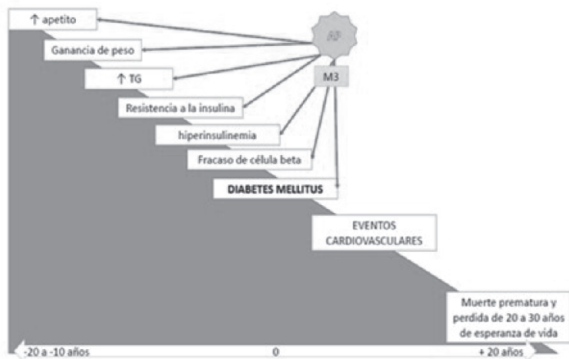 ↑ apetito
AP
Ganancia de peso
↑ TG
M3
Resistencia a la insulina
hiperinsulinemia
Fracaso de célula beta
DIABETES MELLITUS
EVENTOS
CARDIOVASCULARES
Muerte prematura y
perdida de 20 a 30 años
de esperanza de vida
-20 a -10 años
0
+ 20 años